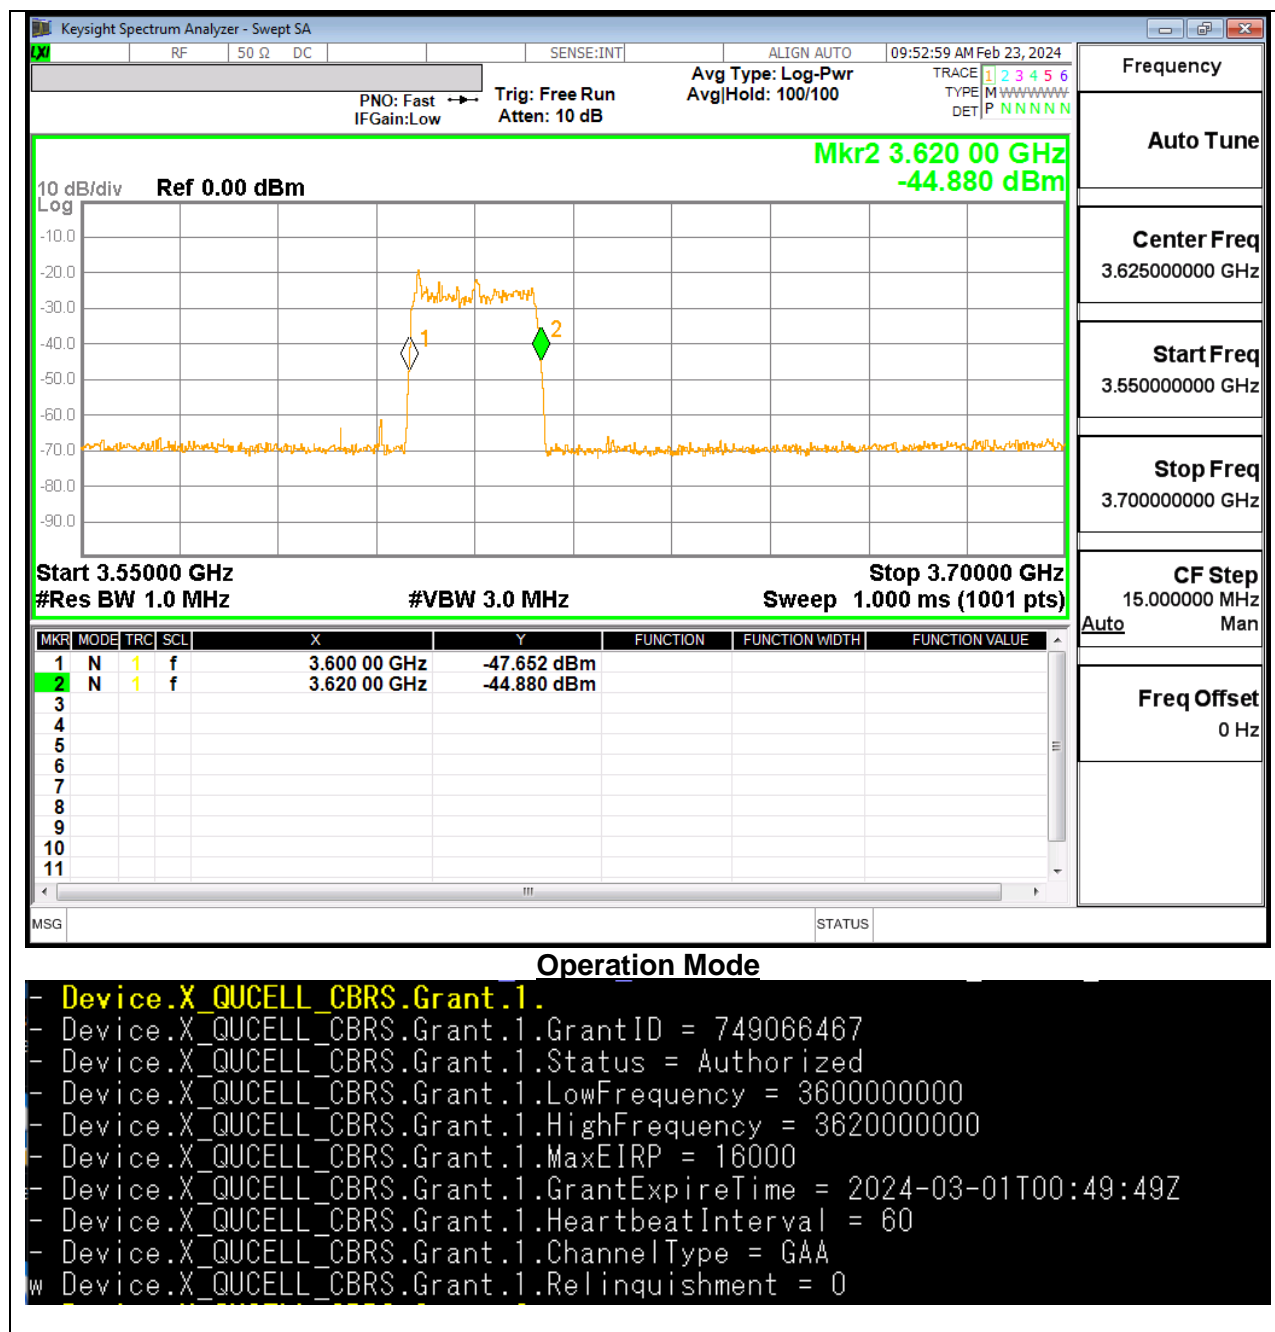 Keysight Spectrum Analyzer - Swept SA
LXI RF 50 Ω DC SENSE:INT ALIGN AUTO 09:52:59 AM Feb 23, 2024
Avg Type: Log-Pwr TRACE 1 2 3 4 5 6
PNO: Fast Trig: Free Run Avg|Hold: 100/100 TYPE M WWWWW
IFGain:Low Atten: 10 dB DET P N N N N N
Mkr2 3.620 00 GHz
-44.880 dBm
10 dB/div Ref 0.00 dBm
Log
-10.0
-20.0
-30.0
-40.0
-50.0
-60.0
-70.0
-80.0
-90.0
1
2
Start 3.55000 GHz Stop 3.70000 GHz
#Res BW 1.0 MHz #VBW 3.0 MHz Sweep 1.000 ms (1001 pts)
MKR MODE TRC SCL X Y FUNCTION FUNCTION WIDTH FUNCTION VALUE
1 N 1 f 3.600 00 GHz -47.652 dBm
2 N 1 f 3.620 00 GHz -44.880 dBm
3
4
5
6
7
8
9
10
11
MSG STATUS
Frequency
Auto Tune
Center Freq
3.625000000 GHz
Start Freq
3.550000000 GHz
Stop Freq
3.700000000 GHz
CF Step
15.000000 MHz
Auto Man
Freq Offset
0 Hz
Operation Mode
- Device.X_QUCELL_CBRS.Grant.1.
- Device.X_QUCELL_CBRS.Grant.1.GrantID = 749066467
- Device.X_QUCELL_CBRS.Grant.1.Status = Authorized
- Device.X_QUCELL_CBRS.Grant.1.LowFrequency = 3600000000
- Device.X_QUCELL_CBRS.Grant.1.HighFrequency = 3620000000
- Device.X_QUCELL_CBRS.Grant.1.MaxEIRP = 16000
- Device.X_QUCELL_CBRS.Grant.1.GrantExpireTime = 2024-03-01T00:49:49Z
- Device.X_QUCELL_CBRS.Grant.1.HeartbeatInterval = 60
- Device.X_QUCELL_CBRS.Grant.1.ChannelType = GAA
w Device.X_QUCELL_CBRS.Grant.1.Relinquishment = 0